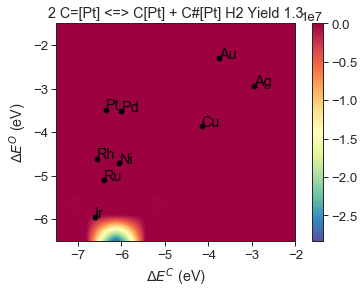 2 C=[Pt] <=> C[Pt] + C#[Pt] H2 Yield 1.3
1e7
Au
Ag
Pt
Pd
Cu
Rh
Ni
Ru
Ir
−2
−3
−4
−5
−6
ΔE^O (eV)
−7
−6
−5
−4
−3
−2
ΔE^C (eV)
0.0
−0.5
−1.0
−1.5
−2.0
−2.5